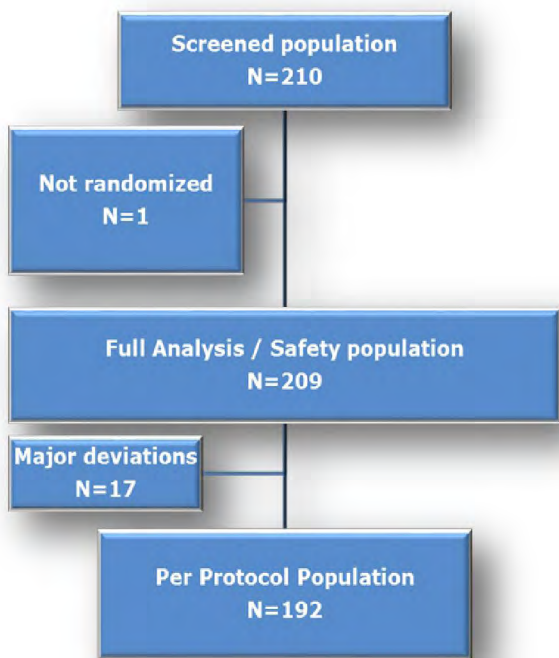 Screened population
N=210
Not randomized
N=1
Full Analysis / Safety population
N=209
Major deviations
N=17
Per Protocol Population
N=192